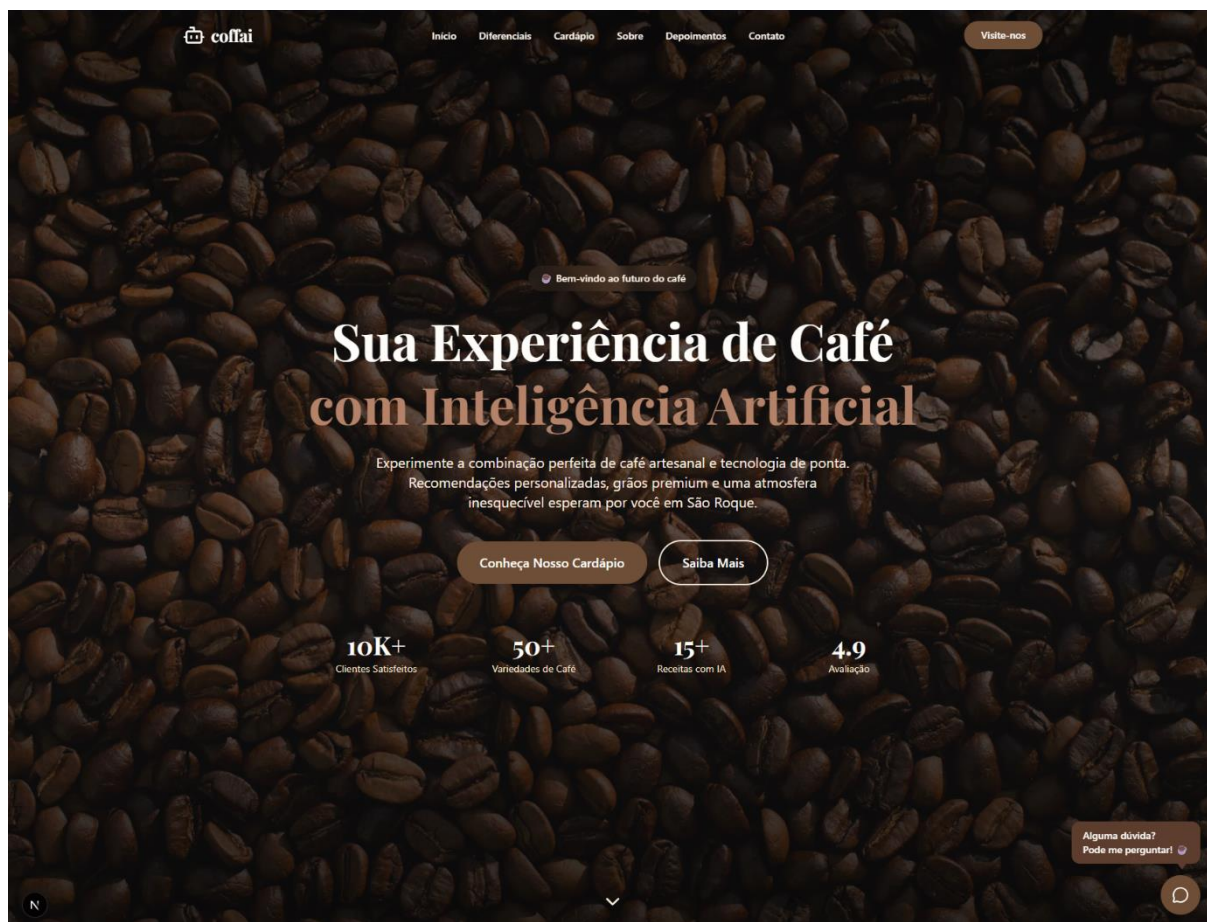 coffai
Início Diferenciais Cardápio Sobre Depoimentos Contato
Visite-nos
Bem-vindo ao futuro do café
Sua Experiência de Café
com Inteligência Artificial
Experimente a combinação perfeita de café artesanal e tecnologia de ponta.
Recomendações personalizadas, grãos premium e uma atmosfera
inesquecível esperam por você em São Roque.
Conheça Nosso Cardápio
Saiba Mais
10K+
Clientes Satisfeitos
50+
Variedades de Café
15+
Receitas com IA
4.9
Avaliação
Alguma dúvida?
Pode me perguntar!
N